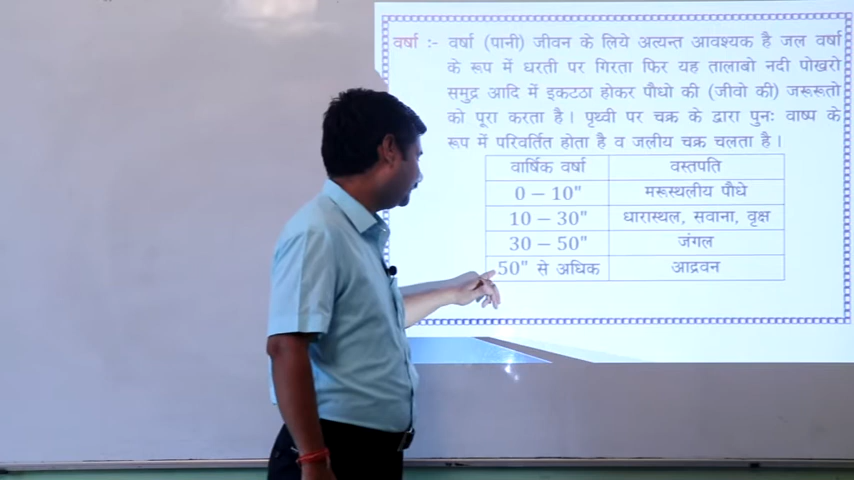 वर्षा :- वर्षा (पानी) जीवन के लिये अत्यन्त आवश्यक है जल वर्षा
के रूप में धरती पर गिरता फिर यह तालाबो नदी पोखरो
समुद्र आदि में इकटठा होकर पौधो की (जीवो की) जरूरूतो
को पूरा करता है। पृथ्वी पर चक्र के द्वारा पुनः वाष्प के
रूप में परिवर्तित होता है व जलीय चक्र चलता है।
वार्षिक वर्षा वस्तपति
0 – 10" मरूस्थलीय पौधे
10 – 30" धारास्थल, सवाना, वृक्ष
30 – 50" जंगल
50" से अधिक आद्रवन